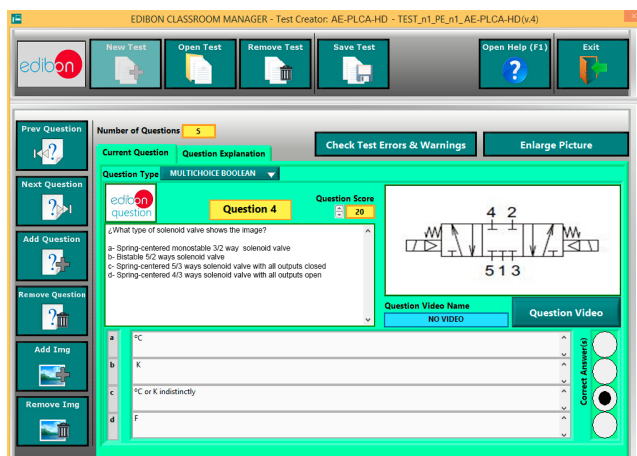 EDIBON CLASSROOM MANAGER - Test Creator: AE-PLCA-HD - TEST_n1_PE_n1_AE-PLCA-HD(v.4)
edibon
New Test
Open Test
Remove Test
Save Test
Open Help (F1)
Exit
Prev Question
Next Question
Add Question
Remove Question
Add Img
Remove Img
Number of Questions 5
Check Test Errors & Warnings
Enlarge Picture
Current Question
Question Explanation
Question Type MULTICHOICE BOOLEAN
edibon
question
Question 4
Question Score
20
¿What type of solenoid valve shows the image?
a- Spring-centered monostable 3/2 way solenoid valve
b- Bistable 5/2 ways solenoid valve
c- Spring-centered 5/3 ways solenoid valve with all outputs closed
d- Spring-centered 4/3 ways solenoid valve with all outputs open
4 2
5 1 3
Question Video Name
NO VIDEO
Question Video
a ºC
b K
c ºC or K indistinctly
d F
Correct Answer(s)